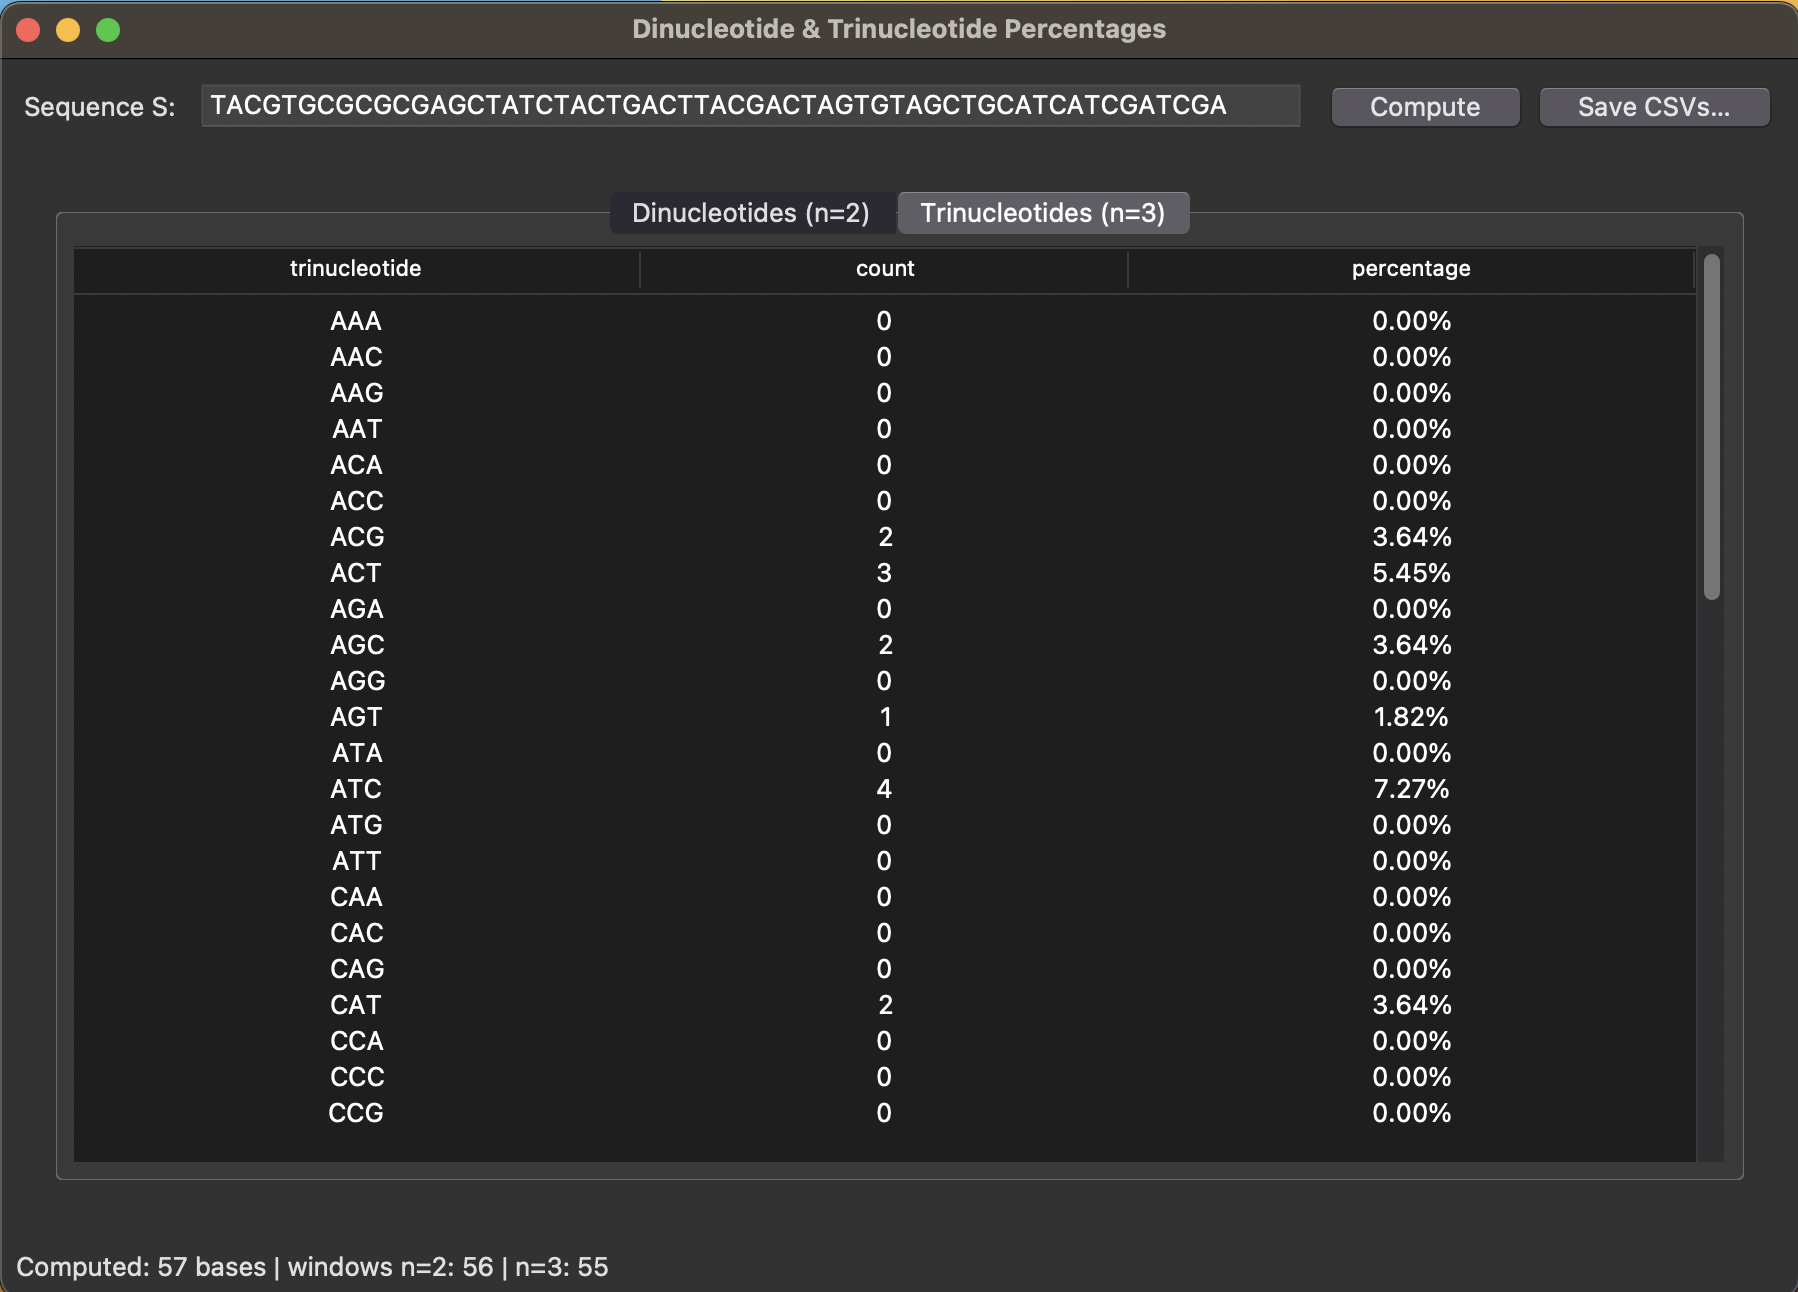 Dinucleotide & Trinucleotide Percentages
Sequence S: TACGTGCGCGCGAGCTATCTACTGACTTACGACTAGTGTAGCTGCATCATCGATCGA Compute Save CSVs...
Dinucleotides (n=2) Trinucleotides (n=3)
trinucleotide count percentage
AAA 0 0.00%
AAC 0 0.00%
AAG 0 0.00%
AAT 0 0.00%
ACA 0 0.00%
ACC 0 0.00%
ACG 2 3.64%
ACT 3 5.45%
AGA 0 0.00%
AGC 2 3.64%
AGG 0 0.00%
AGT 1 1.82%
ATA 0 0.00%
ATC 4 7.27%
ATG 0 0.00%
ATT 0 0.00%
CAA 0 0.00%
CAC 0 0.00%
CAG 0 0.00%
CAT 2 3.64%
CCA 0 0.00%
CCC 0 0.00%
CCG 0 0.00%
Computed: 57 bases | windows n=2: 56 | n=3: 55